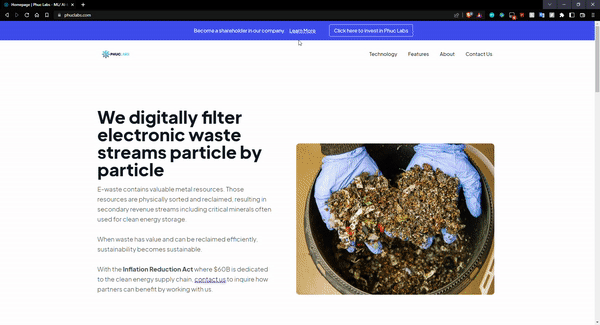 Homepage | Phuc Labs - MU AI
phuclabs.com
Become a shareholder in our company. Learn More Click here to Invest in Phuc Labs
PHUC LABS Technology Features About Contact Us
We digitally filter
electronic waste
streams particle by
particle
E-waste contains valuable metal resources. Those
resources are physically sorted and reclaimed, resulting in
secondary revenue streams including critical minerals often
used for clean energy storage.
When waste has value and can be reclaimed efficiently,
sustainability becomes sustainable.
With the Inflation Reduction Act where $60B is dedicated
to the clean energy supply chain, contact us to inquire how
partners can benefit by working with us.